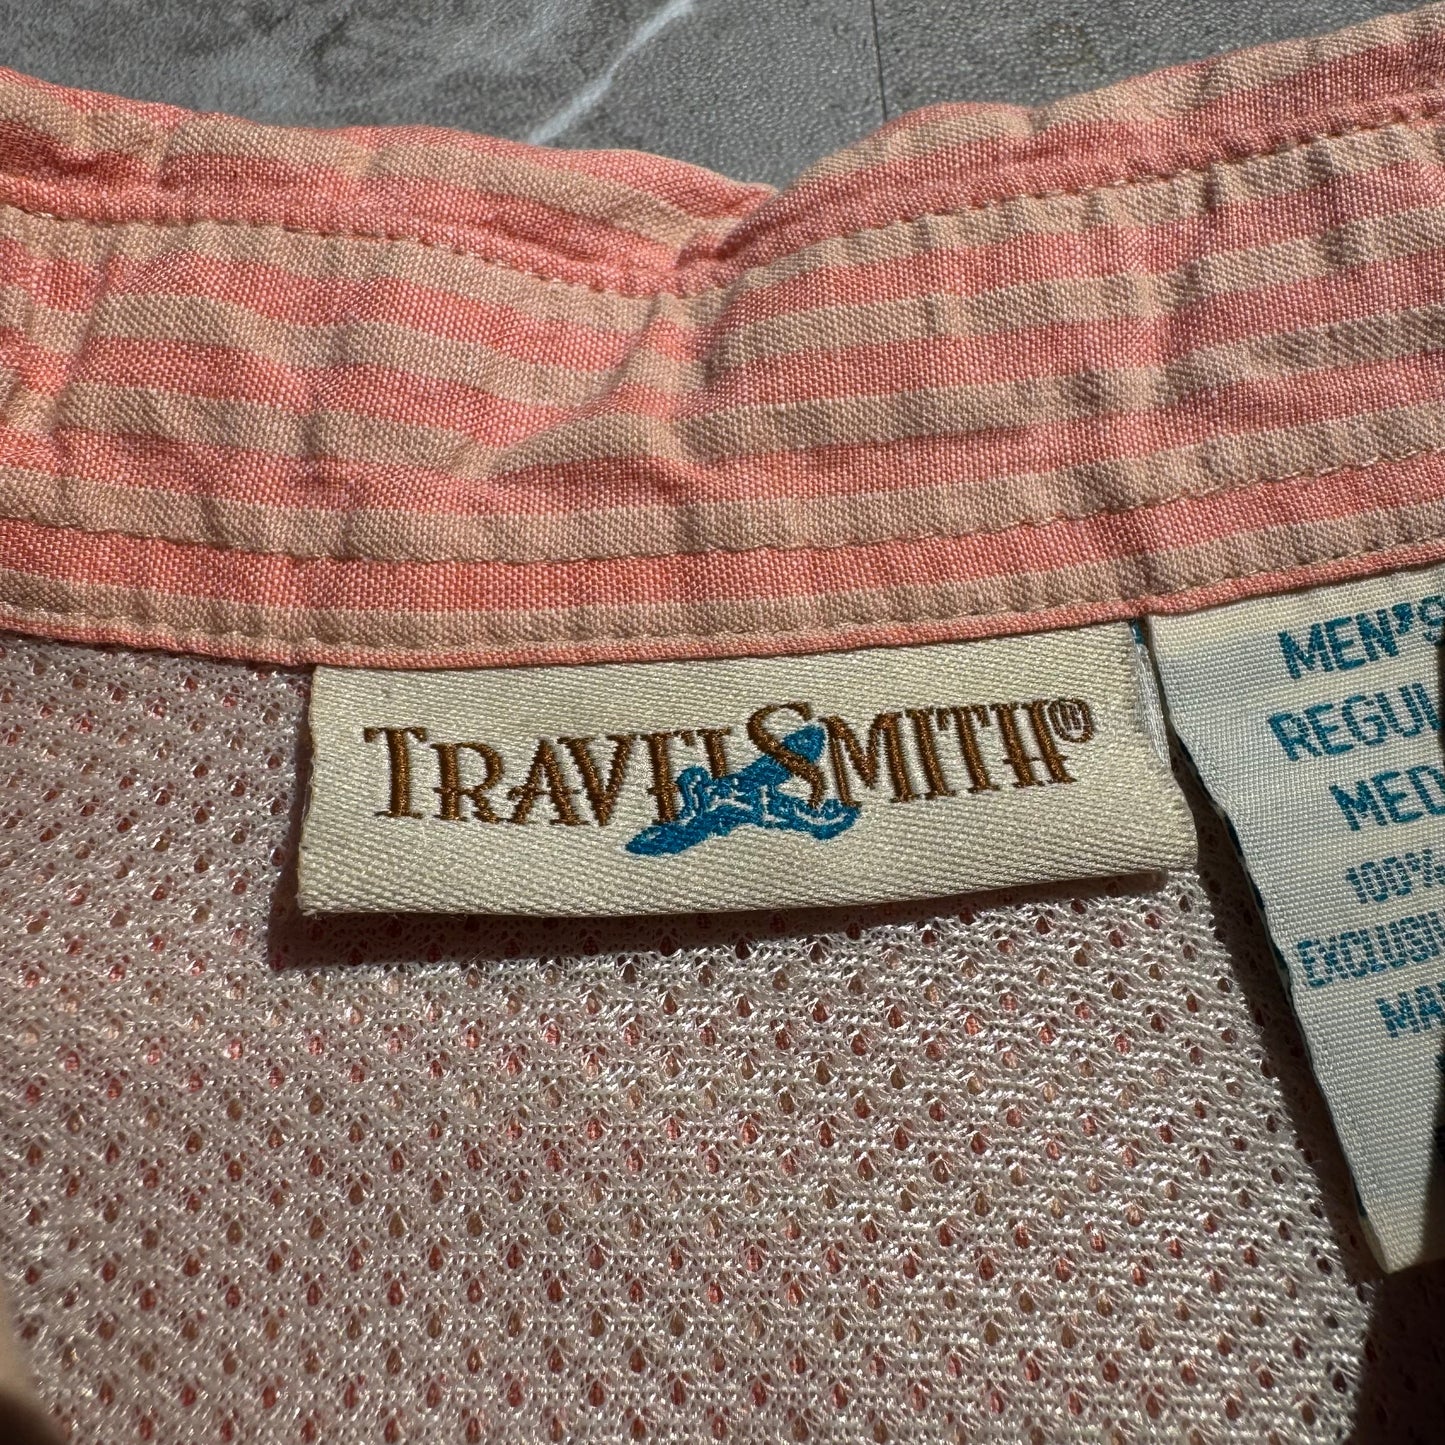 TRAVELSMITH®
MEN'S
REGUL
MED
100%
EXCLUSI
MA